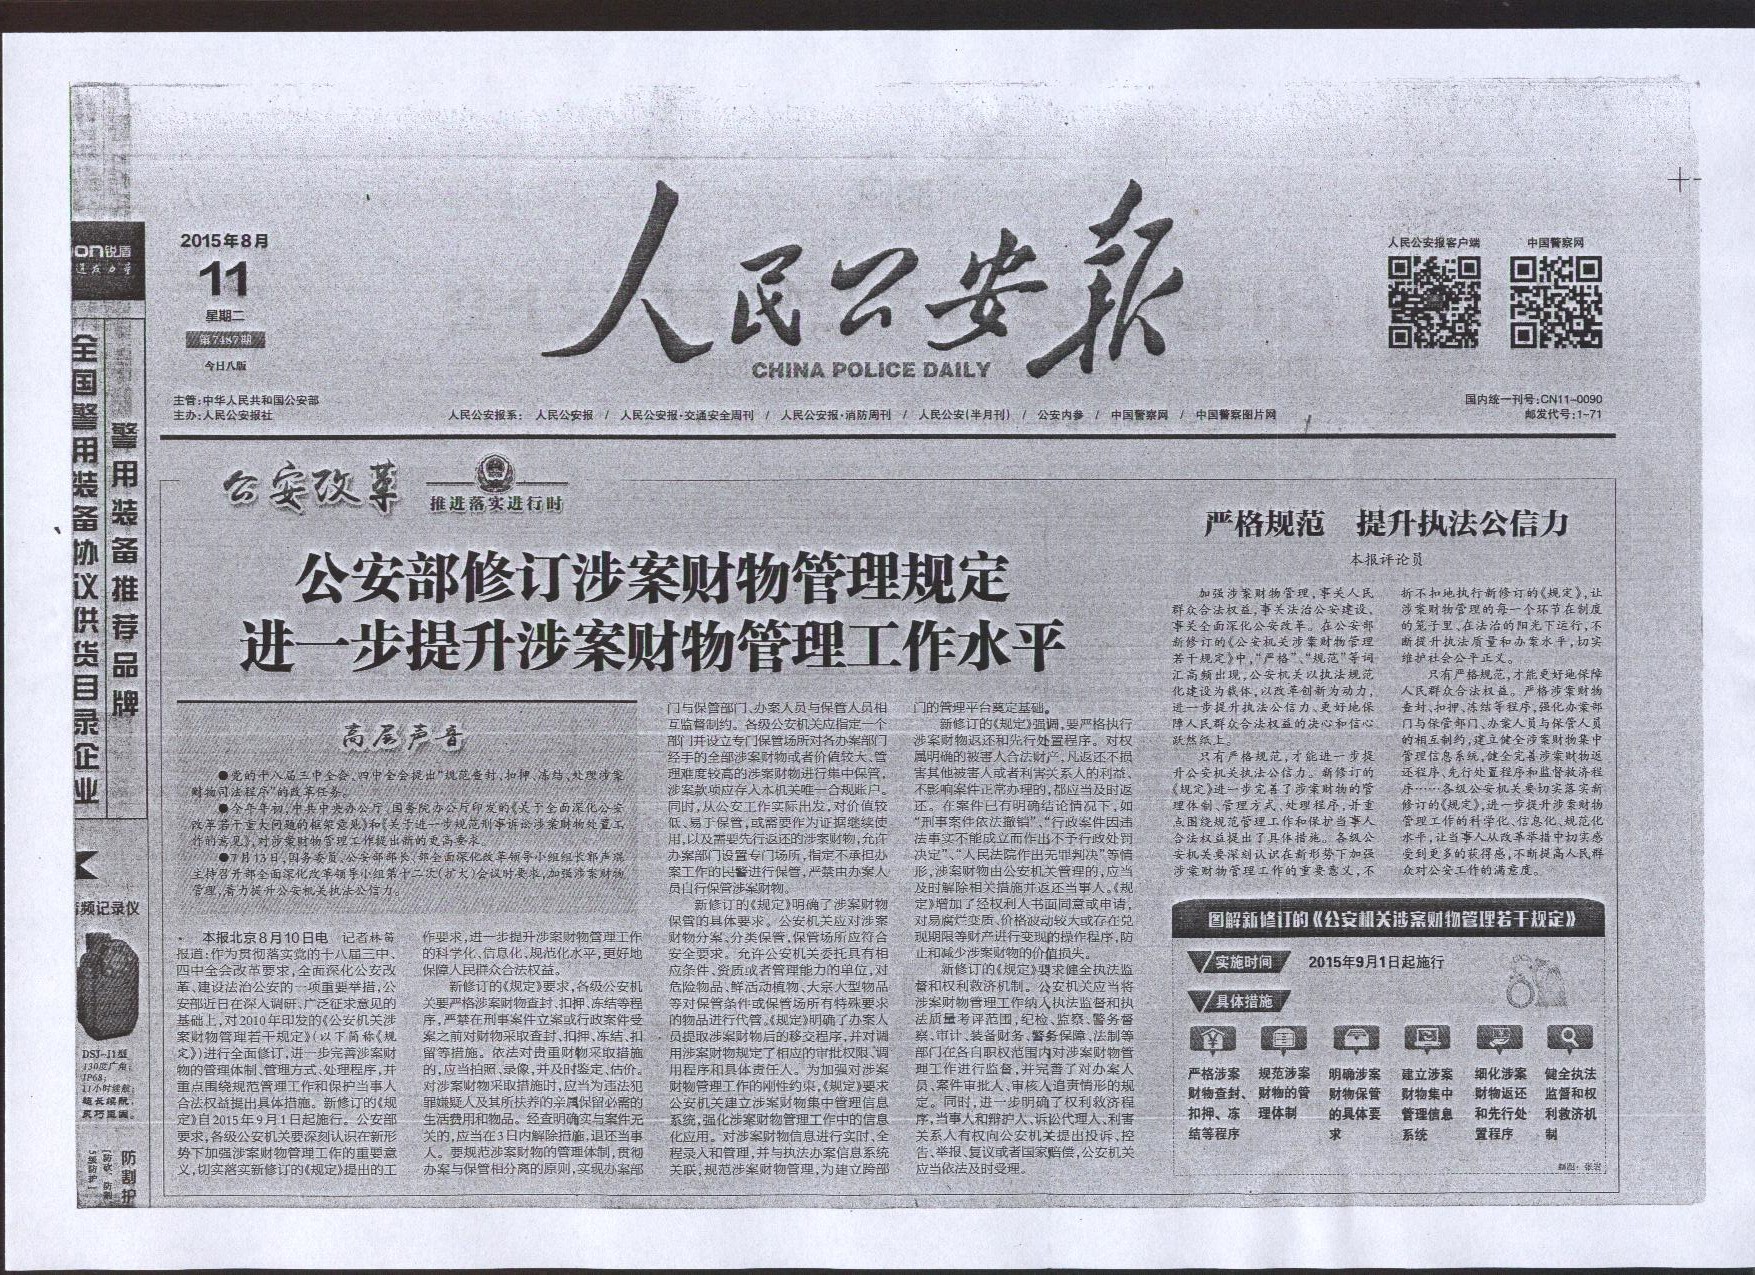 on锐盾
全国警用装备协议供货目录企业
警用装备推荐品牌
频记录仪
DSJ-J1型
130度广角;
IP68;
11小时续航;
防割护
2015年8月
11
星期二
第7487期
今日八版
主管:中华人民共和国公安部
主办:人民公安报社
人民公安报
CHINA POLICE DAILY
人民公安报系: 人民公安报 / 人民公安报·交通安全周刊 / 人民公安报·消防周刊 / 人民公安(半月刊) / 公安内参 / 中国警察网 / 中国警察图片网
人民公安报客户端
中国警察网
国内统一刊号:CN11-0090
邮发代号:1-71
公安改革
推进落实进行时
公安部修订涉案财物管理规定
进一步提升涉案财物管理工作水平
高层声音
●党的十八届三中全会、四中全会提出“规范查封、扣押、冻结、处理涉案
财物司法程序”的改革任务。
●今年年初,中共中央办公厅、国务院办公厅印发的《关于全面深化公安
改革若干重大问题的框架意见》和《关于进一步规范刑事诉讼涉案财物处置工
作的意见》,对涉案财物管理工作提出新的更高要求。
●7月13日,国务委员、公安部部长、部全面深化改革领导小组组长郭声琨
主持召开部全面深化改革领导小组第十二次(扩大)会议时要求,加强涉案财物
管理,着力提升公安机关执法公信力。
本报北京8月10日电 记者林苗
报道:作为贯彻落实党的十八届三中、
四中全会改革要求,全面深化公安改
革、建设法治公安的一项重要举措,公
安部近日在深入调研、广泛征求意见的
基础上,对2010年印发的《公安机关涉
案财物管理若干规定》(以下简称《规
定》)进行全面修订,进一步完善涉案财
物的管理体制、管理方式、处理程序,并
重点围绕规范管理工作和保护当事人
合法权益提出具体措施。新修订的《规
定》自2015年9月1日起施行。公安部
要求,各级公安机关要深刻认识在新形
势下加强涉案财物管理工作的重要意
义,切实落实新修订的《规定》提出的工
作要求,进一步提升涉案财物管理工作
的科学化、信息化、规范化水平,更好地
保障人民群众合法权益。
新修订的《规定》要求,各级公安机
关要严格涉案财物查封、扣押、冻结等程
序,严禁在刑事案件立案或行政案件受
案之前对财物采取查封、扣押、冻结、扣
留等措施。依法对贵重财物采取措施
的,应当拍照、录像,并及时鉴定、估价。
对涉案财物采取措施时,应当为违法犯
罪嫌疑人及其所扶养的亲属保留必需的
生活费用和物品。经查明确实与案件无
关的,应当在3日内解除措施,退还当事
人。要规范涉案财物的管理体制,贯彻
办案与保管相分离的原则,实现办案部
门与保管部门、办案人员与保管人员相
互监督制约。各级公安机关应指定一个
部门并设立专门保管场所对各办案部门
经手的全部涉案财物或者价值较大、管
理难度较高的涉案财物进行集中保管,
涉案款项应存入本机关唯一合规账户。
同时,从公安工作实际出发,对价值较
低、易于保管,或需要作为证据继续使
用,以及需要先行返还的涉案财物,允许
办案部门设置专门场所,指定不承担办
案工作的民警进行保管,严禁由办案人
员自行保管涉案财物。
新修订的《规定》明确了涉案财物
保管的具体要求。公安机关应对涉案
财物分案、分类保管,保管场所应符合
安全要求。允许公安机关委托具有相
应条件、资质或者管理能力的单位,对
危险物品、鲜活动植物、大宗大型物品
等对保管条件或保管场所有特殊要求
的物品进行代管。《规定》明确了办案人
员提取涉案财物后的移交程序,并对调
用涉案财物规定了相应的审批权限、调
用程序和具体责任人。为加强对涉案
财物管理工作的刚性约束,《规定》要求
公安机关建立涉案财物集中管理信息
系统,强化涉案财物管理工作中的信息
化应用。对涉案财物信息进行实时、全
程录入和管理,并与执法办案信息系统
关联,规范涉案财物管理,为建立跨部
门的管理平台奠定基础。
新修订的《规定》强调,要严格执行
涉案财物返还和先行处置程序。对权
属明确的被害人合法财产,凡返还不损
害其他被害人或者利害关系人的利益、
不影响案件正常办理的,都应当及时返
还。在案件已有明确结论情况下,如
“刑事案件依法撤销”、“行政案件因违
法事实不能成立而作出不予行政处罚
决定”、“人民法院作出无罪判决”等情
形,涉案财物由公安机关管理的,应当
及时解除相关措施并返还当事人。《规
定》增加了经权利人书面同意或申请,
对易腐烂变质、价格波动较大或存在兑
现期限等财产进行变现的操作程序,防
止和减少涉案财物的价值损失。
新修订的《规定》要求健全执法监
督和权利救济机制。公安机关应当将
涉案财物管理工作纳入执法监督和执
法质量考评范围,纪检、监察、警务督
察、审计、装备财务、警务保障、法制等
部门在各自职权范围内对涉案财物管
理工作进行监督,并完善了对办案人
员、案件审批人、审核人追责情形的规
定。同时,进一步明确了权利救济程
序,当事人和辩护人、诉讼代理人、利害
关系人有权向公安机关提出投诉、控
告、举报、复议或者国家赔偿,公安机关
应当依法及时受理。
严格规范 提升执法公信力
本报评论员
加强涉案财物管理,事关人民
群众合法权益,事关法治公安建设,
事关全面深化公安改革。在公安部
新修订的《公安机关涉案财物管理
若干规定》中,“严格”、“规范”等词
汇高频出现,公安机关以执法规范
化建设为载体,以改革创新为动力,
进一步提升执法公信力、更好地保
障人民群众合法权益的决心和信心
跃然纸上。
只有严格规范,才能进一步提
升公安机关执法公信力。新修订的
《规定》进一步完善了涉案财物的管
理体制、管理方式、处理程序,并重
点围绕规范管理工作和保护当事人
合法权益提出了具体措施。各级公
安机关要深刻认识在新形势下加强
涉案财物管理工作的重要意义,不
折不扣地执行新修订的《规定》,让
涉案财物管理的每一个环节在制度
的笼子里、在法治的阳光下运行,不
断提升执法质量和办案水平,切实
维护社会公平正义。
只有严格规范,才能更好地保障
人民群众合法权益。严格涉案财物
查封、扣押、冻结等程序,强化办案部
门与保管部门、办案人员与保管人员
的相互制约,建立健全涉案财物集中
管理信息系统,健全完善涉案财物返
还程序、先行处置程序和监督救济程
序……各级公安机关要切实落实新
修订的《规定》,进一步提升涉案财物
管理工作的科学化、信息化、规范化
水平,让当事人从改革举措中切实感
受到更多的获得感,不断提高人民群
众对公安工作的满意度。
图解新修订的《公安机关涉案财物管理若干规定》
实施时间 2015年9月1日起施行
具体措施
严格涉案
财物查封、
扣押、冻
结等程序
规范涉案
财物的管
理体制
明确涉案
财物保管
的具体要
求
建立涉案
财物集中
管理信息
系统
细化涉案
财物返还
和先行处
置程序
健全执法
监督和权
利救济机
制